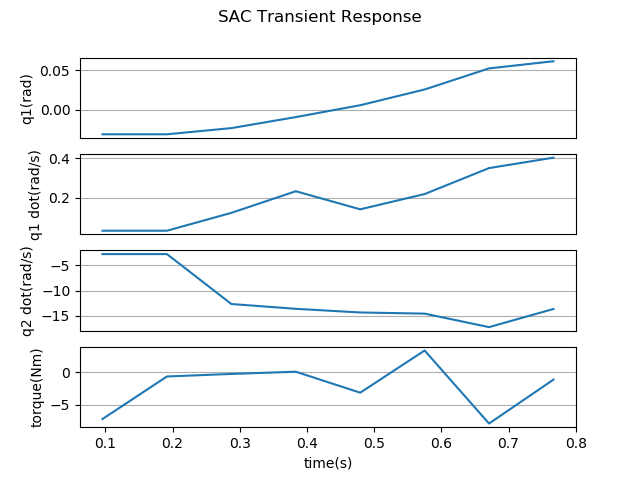 SAC Transient Response
q1(rad)
0.05
0.00
q1 dot(rad/s)
0.4
0.2
q2 dot(rad/s)
−5
−10
−15
torque(Nm)
0
−5
0.1 0.2 0.3 0.4 0.5 0.6 0.7 0.8
time(s)